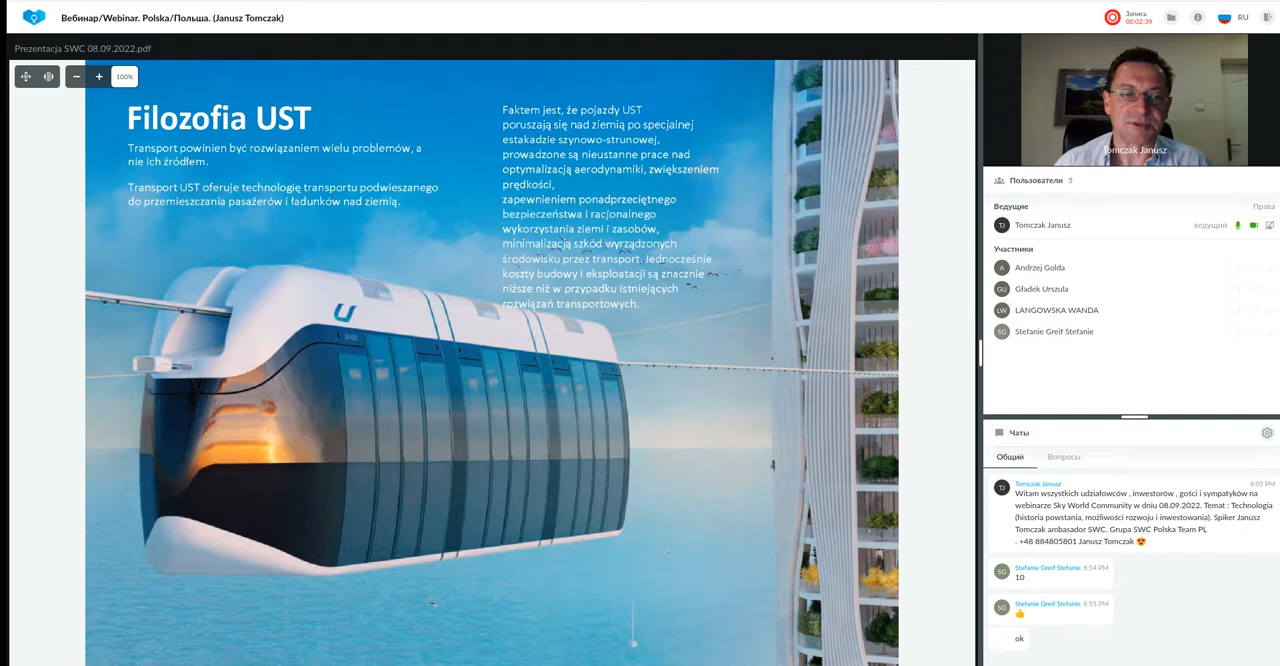 Вебинар/Webinar. Polska/Польша. (Janusz Tomczak)
Запись
00:02:39
RU
Prezentacja SWC 08.09.2022.pdf
100%
Filozofia UST
Transport powinien być rozwiązaniem wielu problemów, a
nie ich źródłem.
Transport UST oferuje technologię transportu podwieszanego
do przemieszczania pasażerów i ładunków nad ziemią.
Faktem jest, że pojazdy UST
poruszają się nad ziemią po specjalnej
estakadzie szynowo-strunowej,
prowadzone są nieustanne prace nad
optymalizacją aerodynamiki, zwiększeniem
prędkości,
zapewnieniem ponadprzeciętnego
bezpieczeństwa i racjonalnego
wykorzystania ziemi i zasobów,
minimalizacją szkód wyrządzonych
środowisku przez transport. Jednocześnie
koszty budowy i eksploatacji są znacznie
niższe niż w przypadku istniejących
rozwiązań transportowych.
Tomczak Janusz
Пользователи 5
Ведущие
Права
TJ
Tomczak Janusz
ведущий
Участники
A
Andrzej Golda
GU
Gładek Urszula
LW
LANGOWSKA WANDA
SG
Stefanie Greif Stefanie
Чаты
Общий
Вопросы
TJ
Tomczak Janusz
8:05 PM
Witam wszystkich udziałowców , inwestorów , gości i sympatyków na
webinarze Sky World Community w dniu 08.09.2022. Temat : Technologia
(historia powstania, możliwości rozwoju i inwestowania). Spiker Janusz
Tomczak ambasador SWC. Grupa SWC Polska Team PL
. +48 884805801 Janusz Tomczak 😍
SG
Stefanie Greif Stefanie 8:54 PM
10
SG
Stefanie Greif Stefanie 8:55 PM
👍
ok